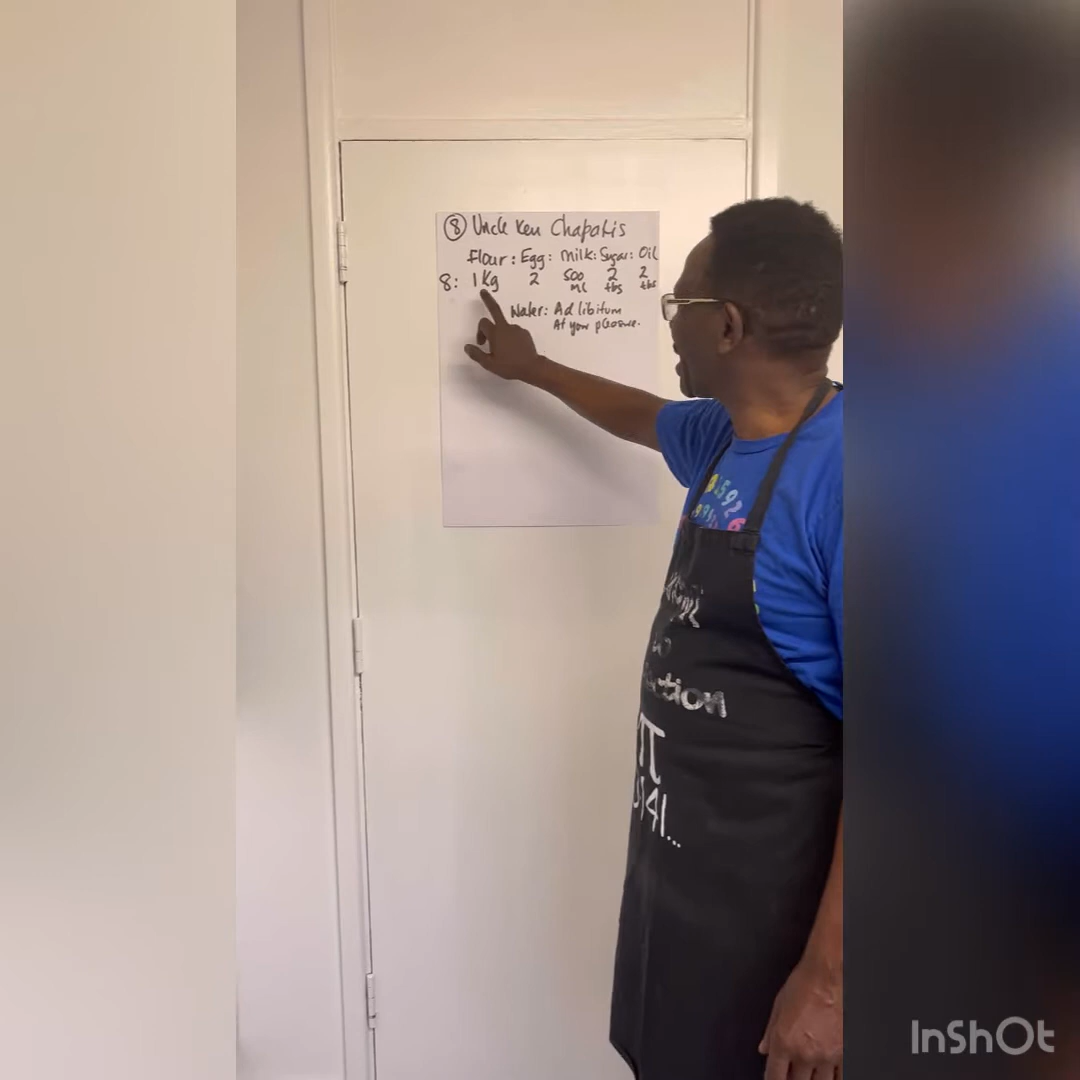 8 Uncle Ken Chapatis
Flour: Egg: Milk: Sugar: Oil
8: 1 Kg 2 500 ml 2 tbs 2 tbs
Water: Ad libitum
At your pleasure.
π
InShOt